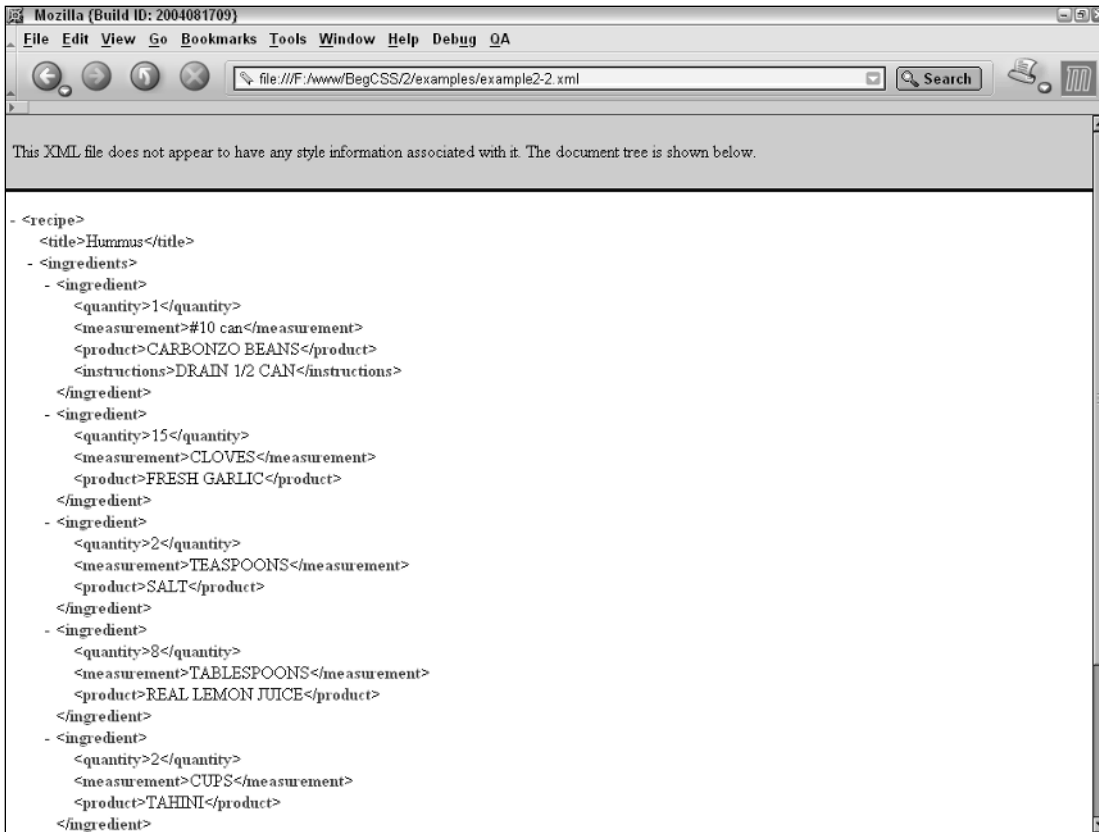 Mozilla {Build ID: 2004081709}
File Edit View Go Bookmarks Tools Window Help Debug QA
file:///F:/www/BegCSS/2/examples/example2-2.xml Search
This XML file does not appear to have any style information associated with it. The document tree is shown below.
- <recipe>
<title>Hummus</title>
- <ingredients>
- <ingredient>
<quantity>1</quantity>
<measurement>#10 can</measurement>
<product>CARBONZO BEANS</product>
<instructions>DRAIN 1/2 CAN</instructions>
</ingredient>
- <ingredient>
<quantity>15</quantity>
<measurement>CLOVES</measurement>
<product>FRESH GARLIC</product>
</ingredient>
- <ingredient>
<quantity>2</quantity>
<measurement>TEASPOONS</measurement>
<product>SALT</product>
</ingredient>
- <ingredient>
<quantity>8</quantity>
<measurement>TABLESPOONS</measurement>
<product>REAL LEMON JUICE</product>
</ingredient>
- <ingredient>
<quantity>2</quantity>
<measurement>CUPS</measurement>
<product>TAHINI</product>
</ingredient>